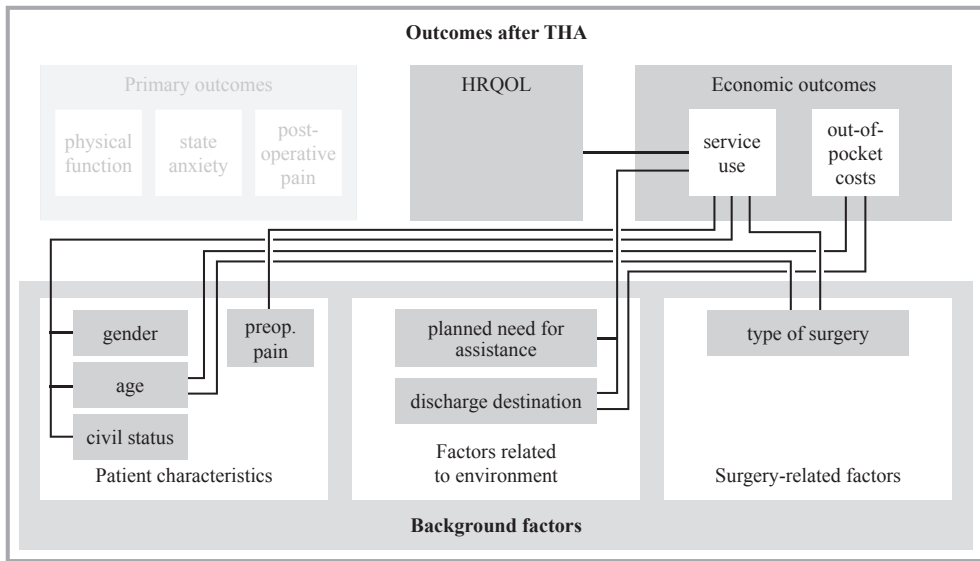 Outcomes after THA
Primary outcomes
physical
function
state
anxiety
post-
operative
pain
HRQOL
Economic outcomes
service
use
out-of-
pocket
costs
gender
age
civil status
preop.
pain
Patient characteristics
planned need for
assistance
discharge destination
Factors related
to environment
type of surgery
Surgery-related factors
Background factors